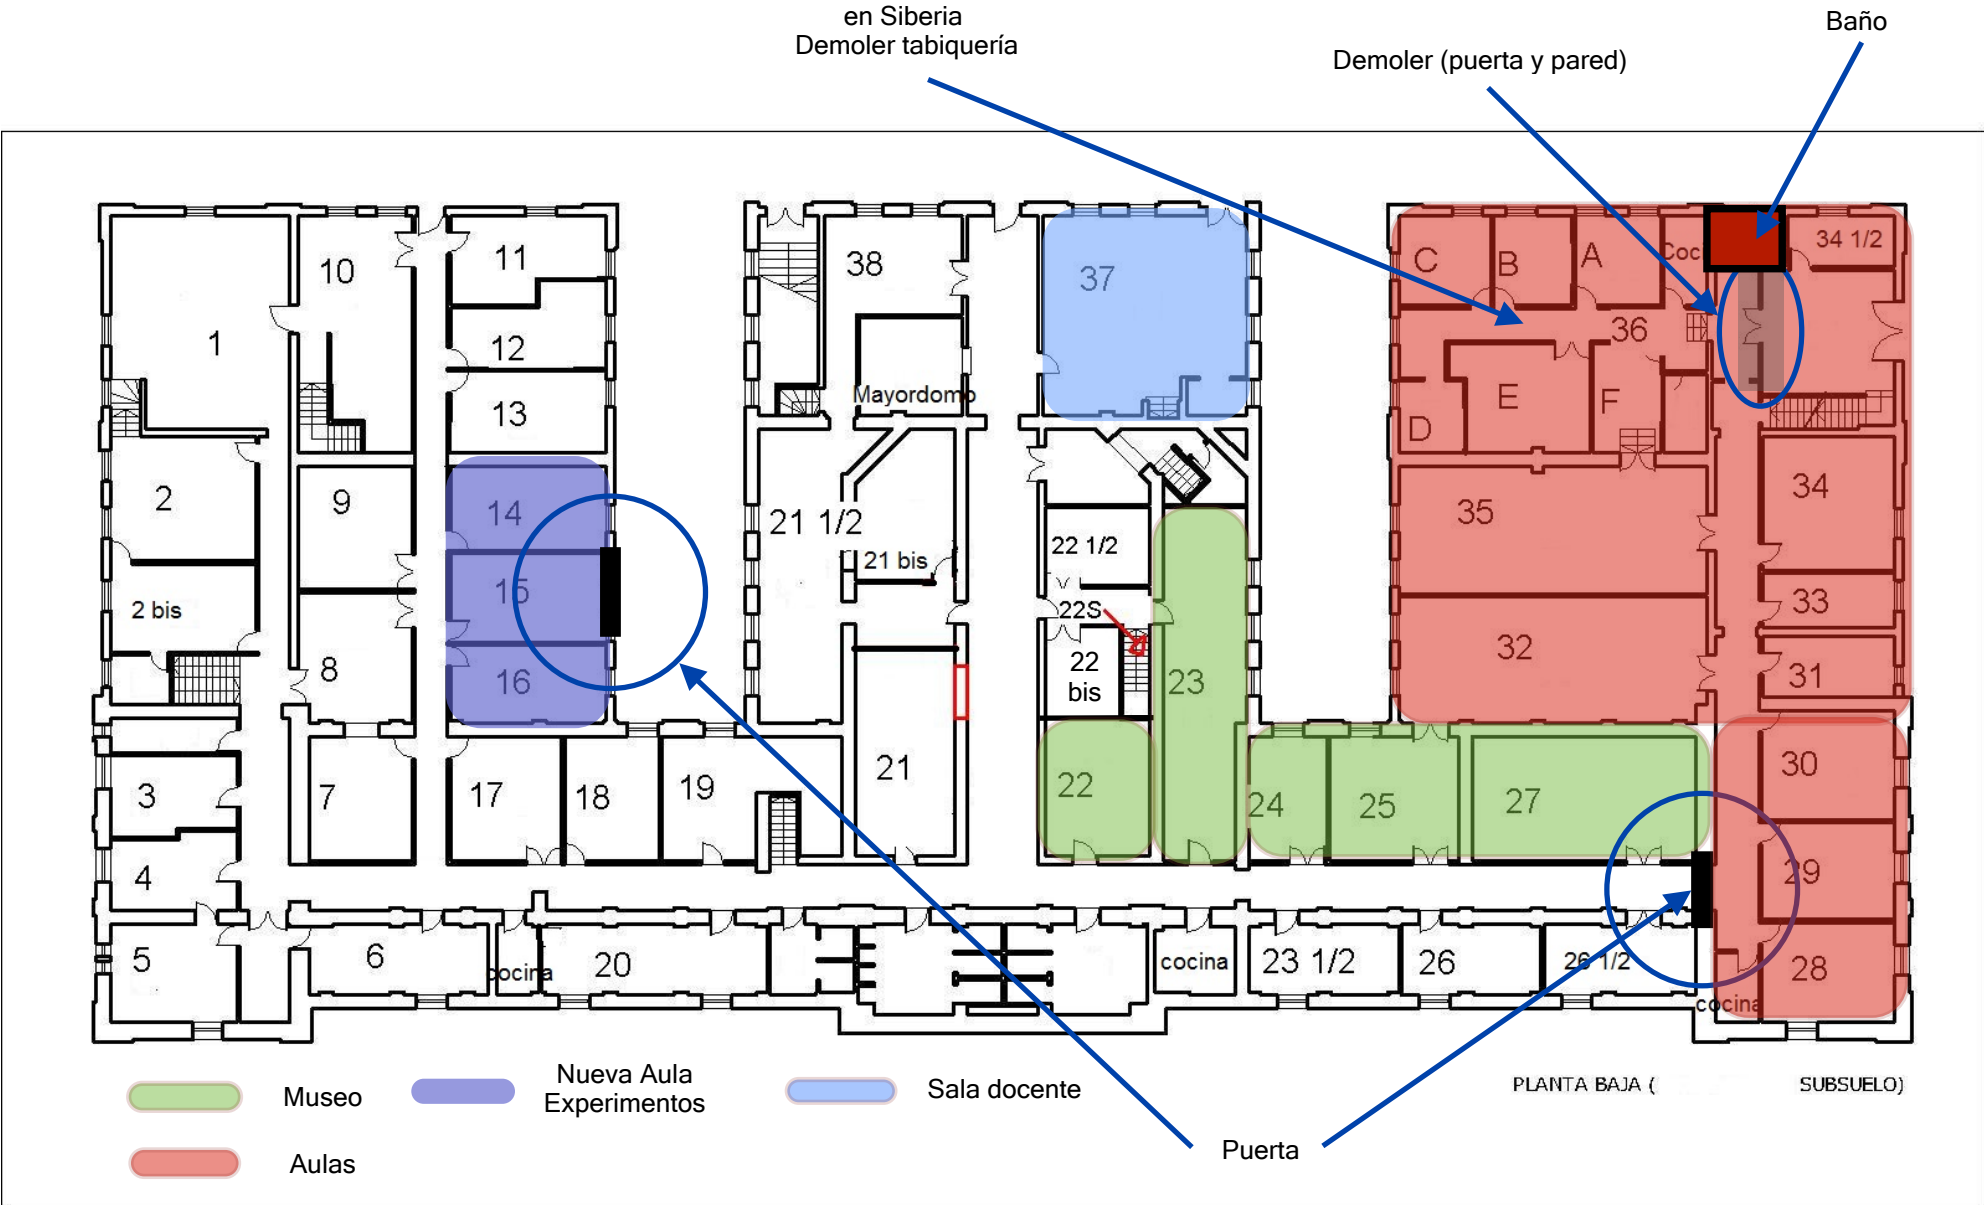 en Siberia
Demoler tabiquería
Demoler (puerta y pared)
Baño
10
11
12
13
1
38
Mayordomo
37
C
B
A
Coc
34 1/2
36
E
F
D
2
9
14
15
16
2 bis
8
21 1/2
21 bis
22 1/2
22S
22
bis
23
35
34
33
32
31
3
4
7
17
18
19
21
22
24
25
27
30
29
28
5
6
cocina
20
cocina
23 1/2
26
26 1/2
cocina
Museo
Nueva Aula
Experimentos
Sala docente
PLANTA BAJA ( SUBSUELO)
Aulas
Puerta